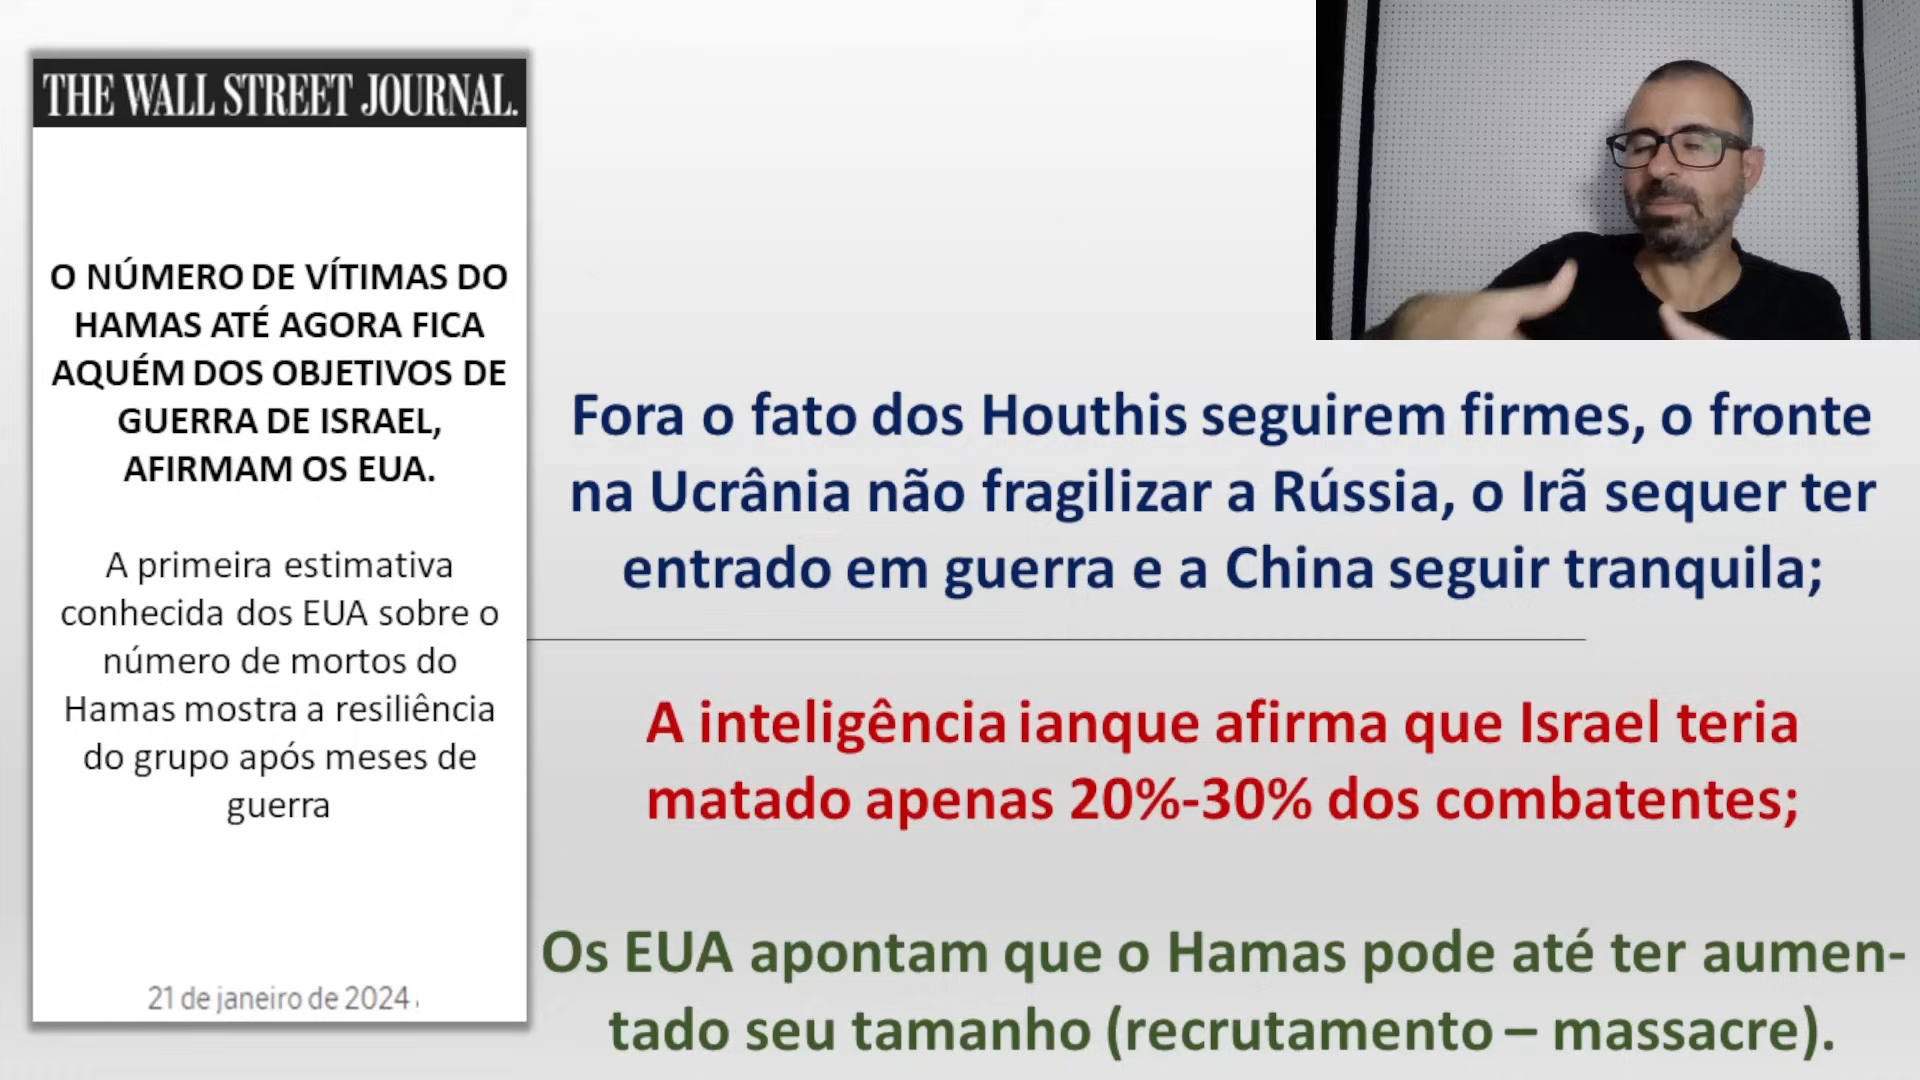 THE WALL STREET JOURNAL.
O NÚMERO DE VÍTIMAS DO
HAMAS ATÉ AGORA FICA
AQUÉM DOS OBJETIVOS DE
GUERRA DE ISRAEL,
AFIRMAM OS EUA.
A primeira estimativa
conhecida dos EUA sobre o
número de mortos do
Hamas mostra a resiliência
do grupo após meses de
guerra
21 de janeiro de 2024
Fora o fato dos Houthis seguirem firmes, o fronte
na Ucrânia não fragilizar a Rússia, o Irã sequer ter
entrado em guerra e a China seguir tranquila;
A inteligência ianque afirma que Israel teria
matado apenas 20%-30% dos combatentes;
Os EUA apontam que o Hamas pode até ter aumen-
tado seu tamanho (recrutamento – massacre).